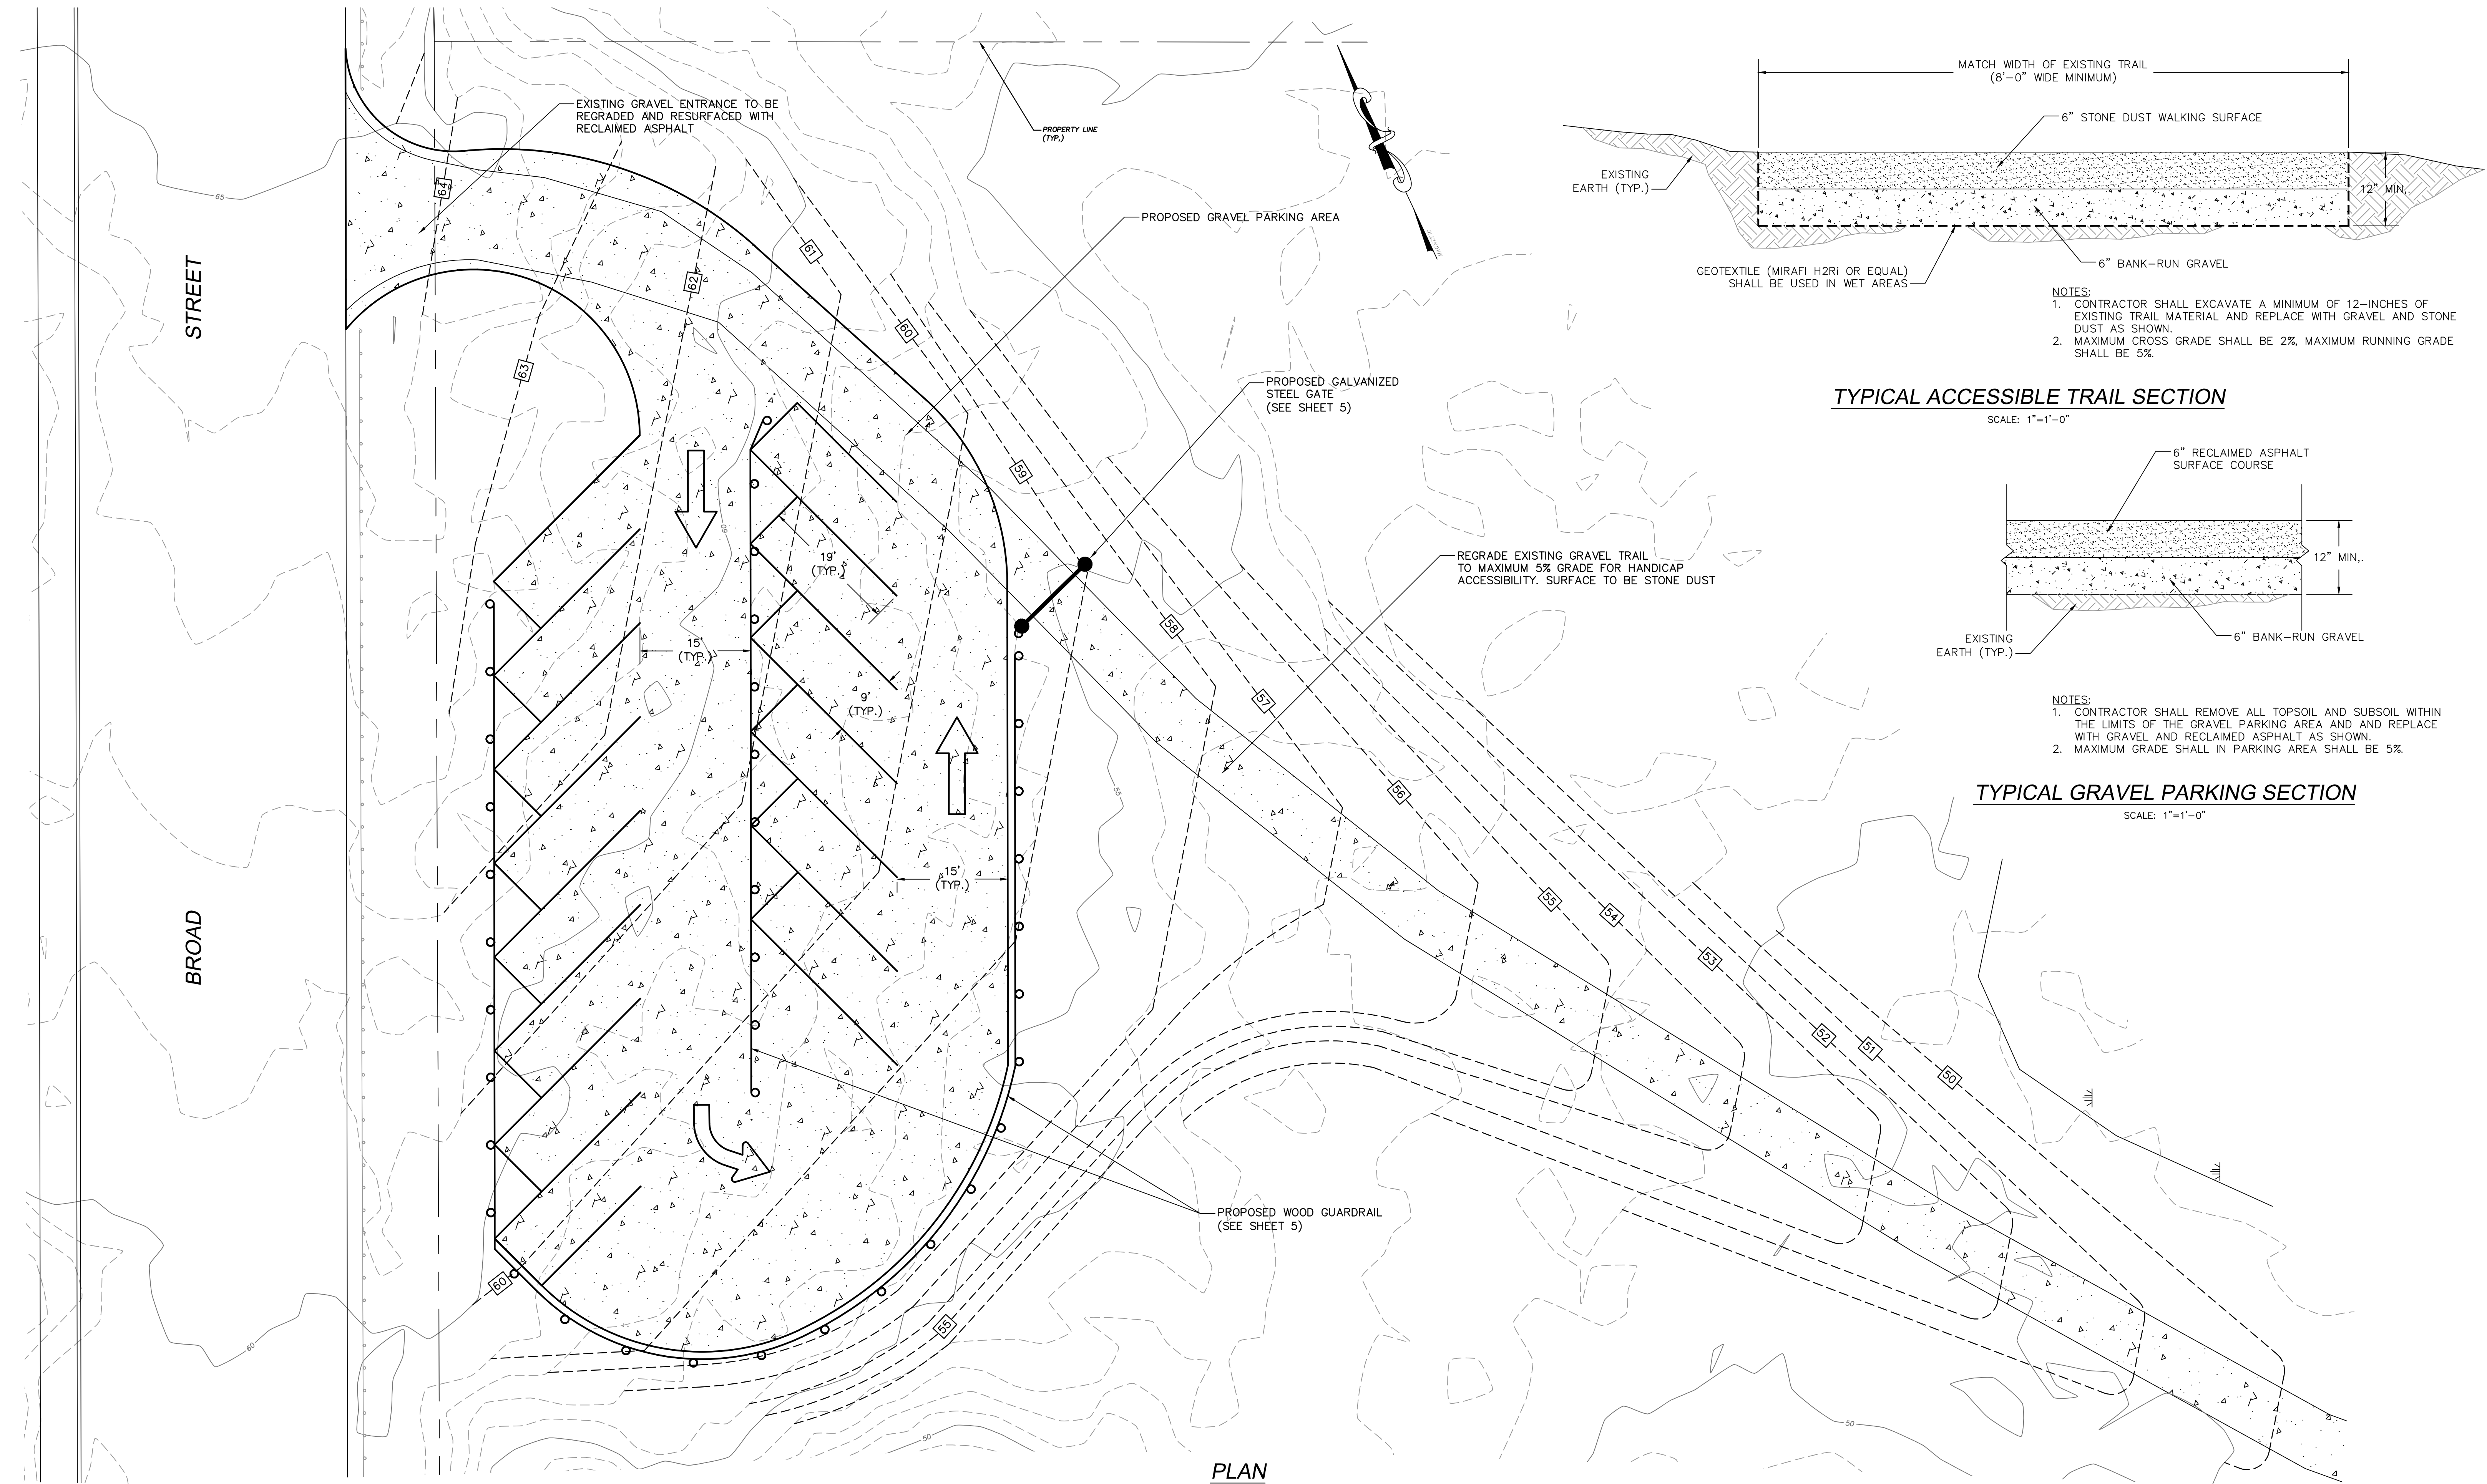 EXISTING GRAVEL ENTRANCE TO BE
REGRADED AND RESURFACED WITH
RECLAIMED ASPHALT
PROPERTY LINE
(TYP,)
PROPOSED GRAVEL PARKING AREA
PROPOSED GALVANIZED
STEEL GATE
(SEE SHEET 5)
REGRADE EXISTING GRAVEL TRAIL
TO MAXIMUM 5% GRADE FOR HANDICAP
ACCESSIBILITY. SURFACE TO BE STONE DUST
PROPOSED WOOD GUARDRAIL
(SEE SHEET 5)
STREET
BROAD
65
60
60
55
50
50
64
63
62
61
60
59
58
57
56
55
54
53
52
51
50
60
55
19'
(TYP.)
15'
(TYP.)
9'
(TYP.)
15'
(TYP.)
PLAN
MATCH WIDTH OF EXISTING TRAIL
(8'-0" WIDE MINIMUM)
6" STONE DUST WALKING SURFACE
EXISTING
EARTH (TYP.)
12" MIN,.
6" BANK-RUN GRAVEL
GEOTEXTILE (MIRAFI H2Ri OR EQUAL)
SHALL BE USED IN WET AREAS
NOTES:
1. CONTRACTOR SHALL EXCAVATE A MINIMUM OF 12-INCHES OF
EXISTING TRAIL MATERIAL AND REPLACE WITH GRAVEL AND STONE
DUST AS SHOWN.
2. MAXIMUM CROSS GRADE SHALL BE 2%, MAXIMUM RUNNING GRADE
SHALL BE 5%.
TYPICAL ACCESSIBLE TRAIL SECTION
SCALE: 1"=1'-0"
6" RECLAIMED ASPHALT
SURFACE COURSE
12" MIN,.
EXISTING
EARTH (TYP.)
6" BANK-RUN GRAVEL
NOTES:
1. CONTRACTOR SHALL REMOVE ALL TOPSOIL AND SUBSOIL WITHIN
THE LIMITS OF THE GRAVEL PARKING AREA AND AND REPLACE
WITH GRAVEL AND RECLAIMED ASPHALT AS SHOWN.
2. MAXIMUM GRADE SHALL IN PARKING AREA SHALL BE 5%.
TYPICAL GRAVEL PARKING SECTION
SCALE: 1"=1'-0"